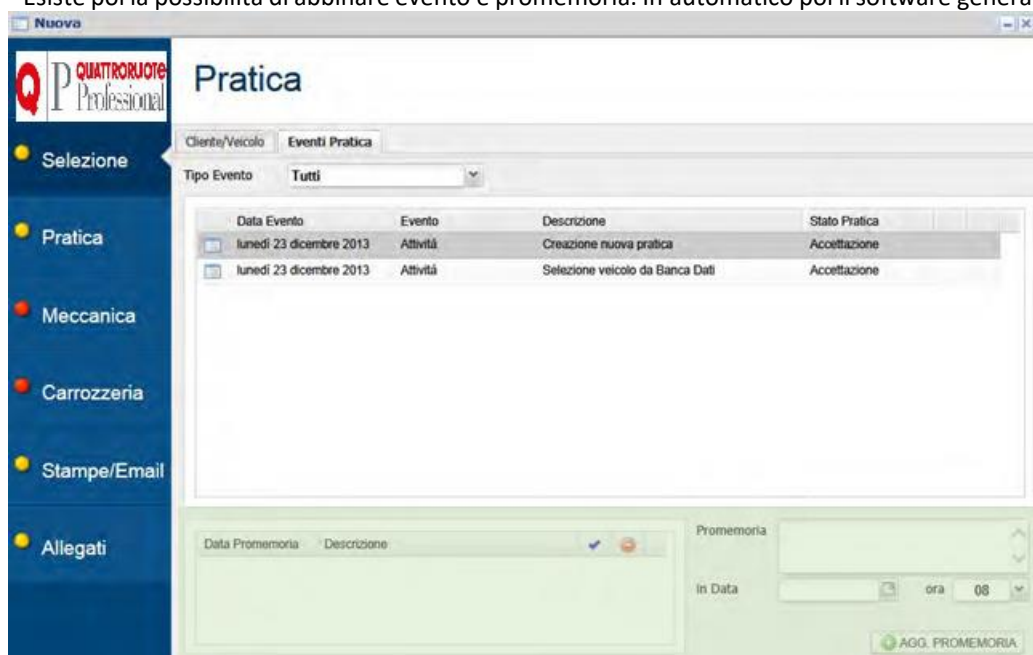 Esiste poi la possibilità di abbinare evento e promemoria. In automatico poi il software genera
Nuova
QP QUATTRORUOTE Professional
Pratica
Selezione
Pratica
Meccanica
Carrozzeria
Stampe/Email
Allegati
Cliente/Veicolo Eventi Pratica
Tipo Evento Tutti
Data Evento Evento Descrizione Stato Pratica
lunedì 23 dicembre 2013 Attivitá Creazione nuova pratica Accettazione
lunedì 23 dicembre 2013 Attivitá Selezione veicolo da Banca Dati Accettazione
Data Promemoria Descrizione
Promemoria
In Data ora 08
AGG. PROMEMORIA